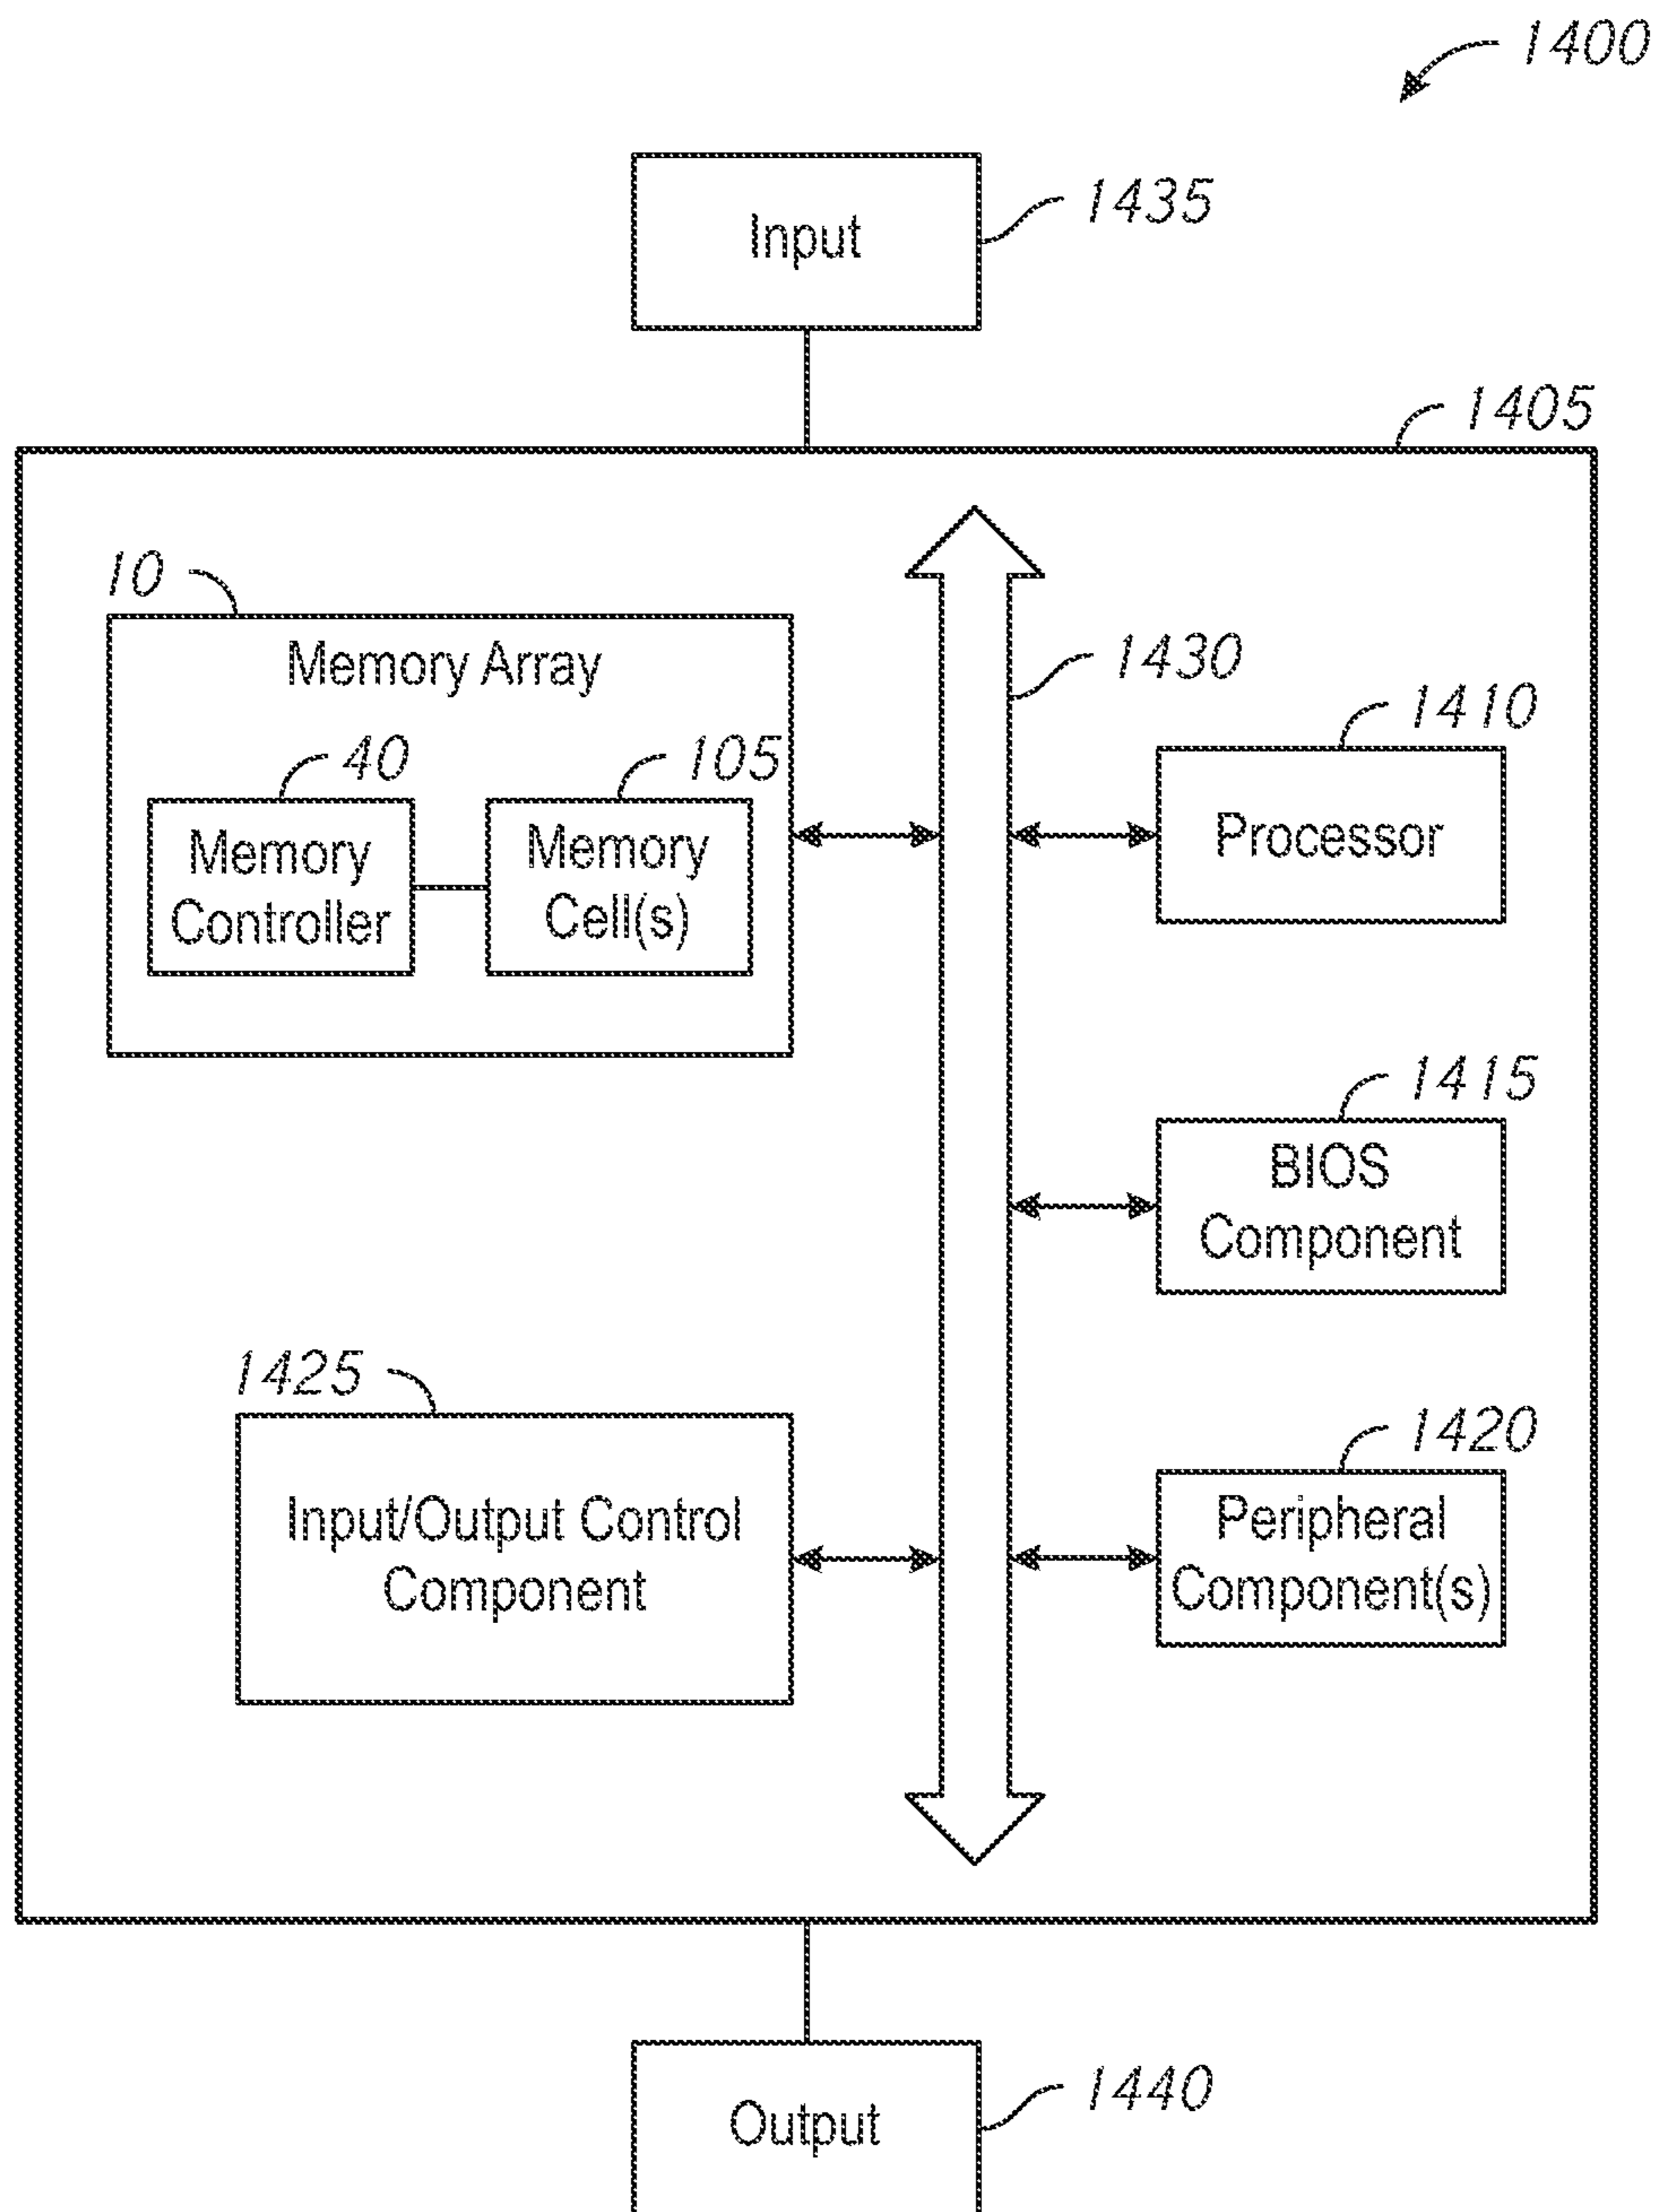 1400
Input
1435
1405
10
Memory Array
1430
1410
40
105
Memory
Controller
Memory
Cell(s)
Processor
1415
BIOS
Component
1425
1420
Input/Output Control
Component
Peripheral
Component(s)
1440
Output